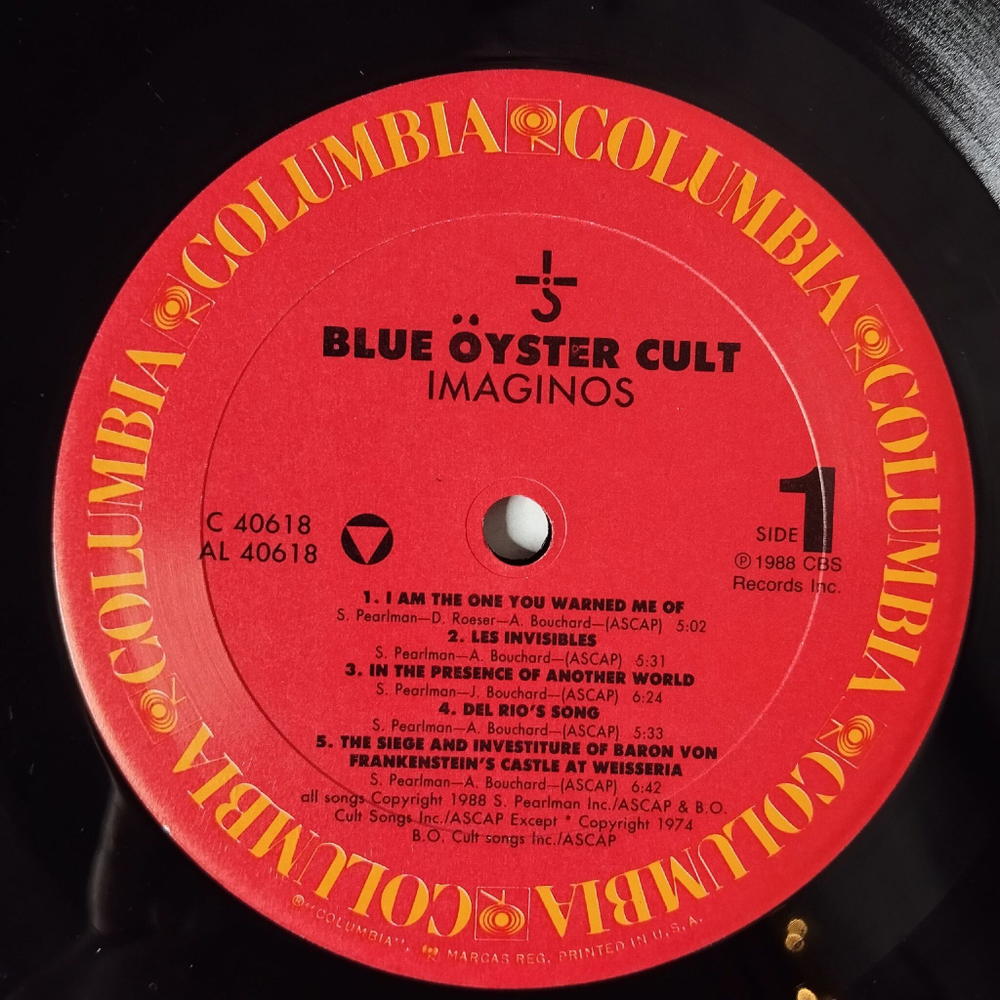 COLUMBIA COLUMBIA COLUMBIA COLUMBIA COLUMBIA COLUMBIA COLUMBIA
BLUE ÖYSTER CULT
IMAGINOS
C 40618
AL 40618
SIDE 1
℗ 1988 CBS
Records Inc.
1. I AM THE ONE YOU WARNED ME OF
S. Pearlman—D. Roeser—A. Bouchard—(ASCAP) 5:02
2. LES INVISIBLES
S. Pearlman—A. Bouchard—(ASCAP) 5:31
3. IN THE PRESENCE OF ANOTHER WORLD
S. Pearlman—J. Bouchard—(ASCAP) 6:24
4. DEL RIO'S SONG
S. Pearlman—A. Bouchard—(ASCAP) 5:33
5. THE SIEGE AND INVESTITURE OF BARON VON
FRANKENSTEIN'S CASTLE AT WEISSERIA
S. Pearlman—A. Bouchard—(ASCAP) 6:42
all songs Copyright 1988 S. Pearlman Inc./ASCAP & B.O.
Cult Songs Inc./ASCAP Except * Copyright 1974
B.O. Cult songs Inc./ASCAP
®"COLUMBIA", MARCAS REG. PRINTED IN U.S.A.